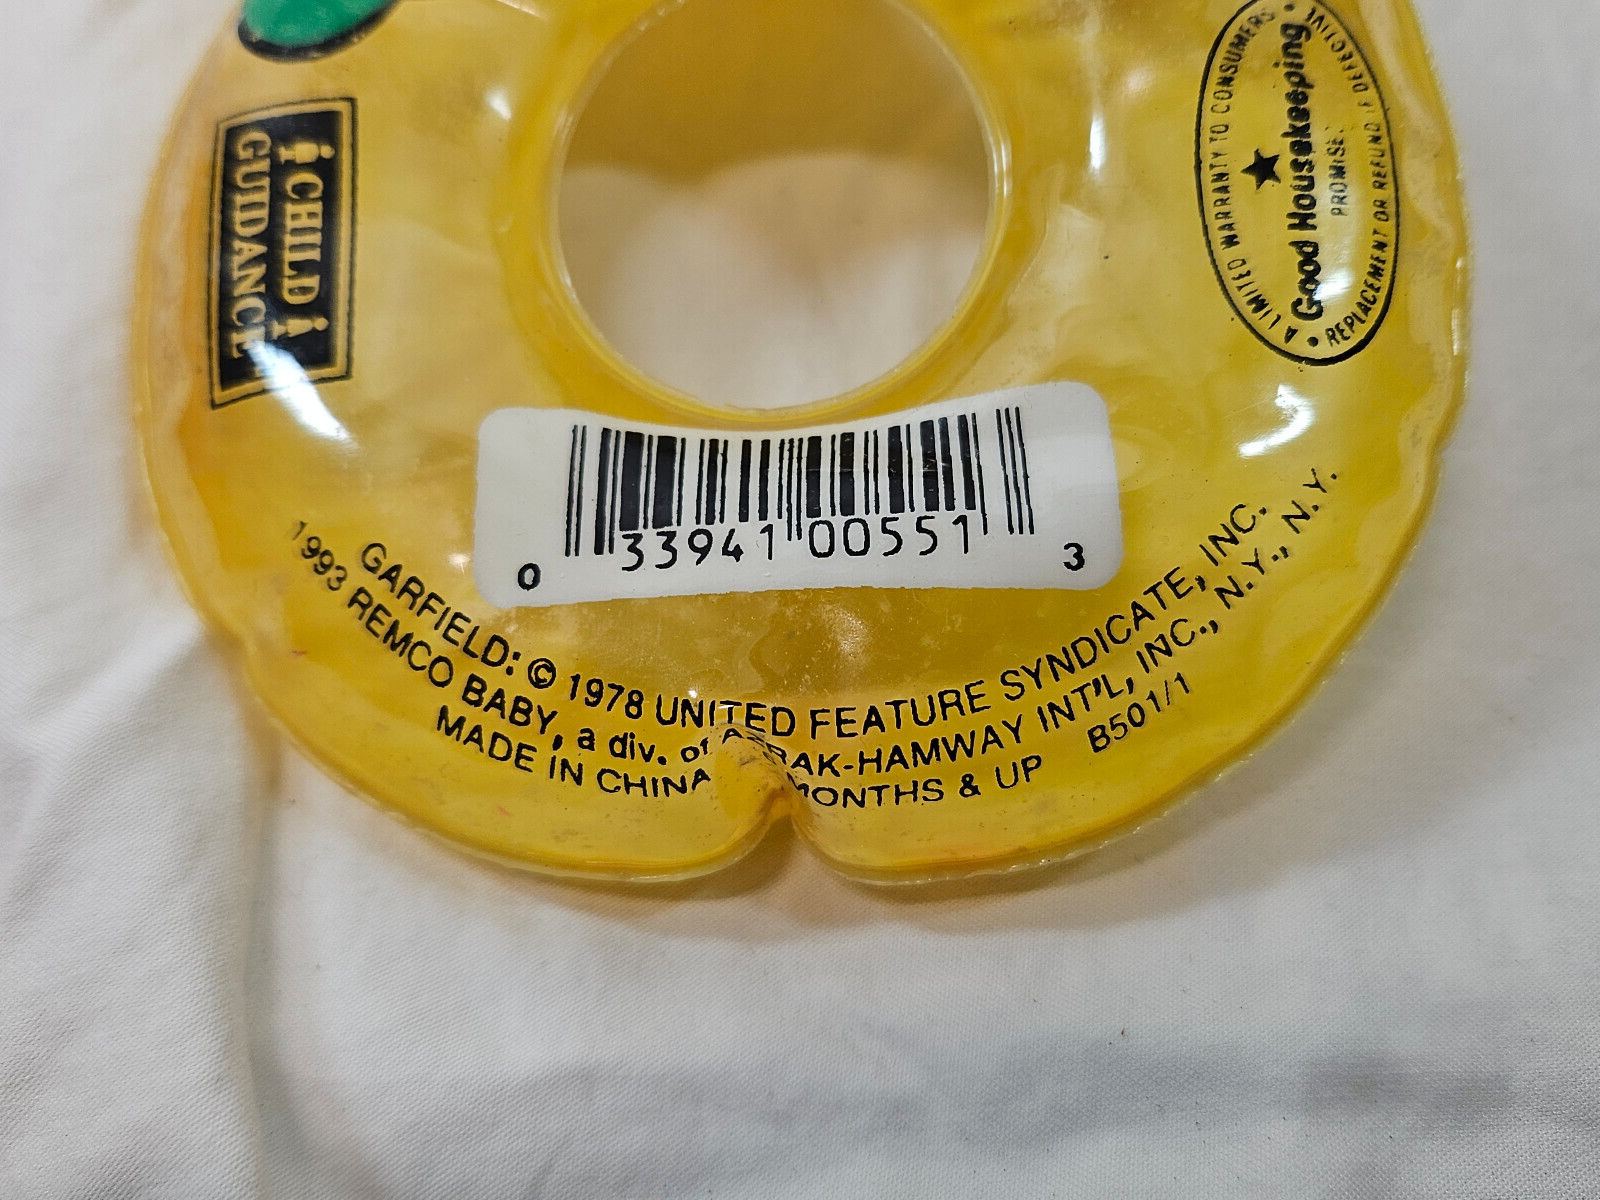 CHILD
GUIDANCE
A LIMITED WARRANTY TO CONSUMERS •
Good Housekeeping
PROMISES
• REPLACEMENT OR REFUND IF DEFECTIVE
0 33941 00551 3
GARFIELD: © 1978 UNITED FEATURE SYNDICATE, INC.
1993 REMCO BABY, a div. of AZRAK-HAMWAY INT'L, INC., N.Y., N.Y.
MADE IN CHINA MONTHS & UP B501/1